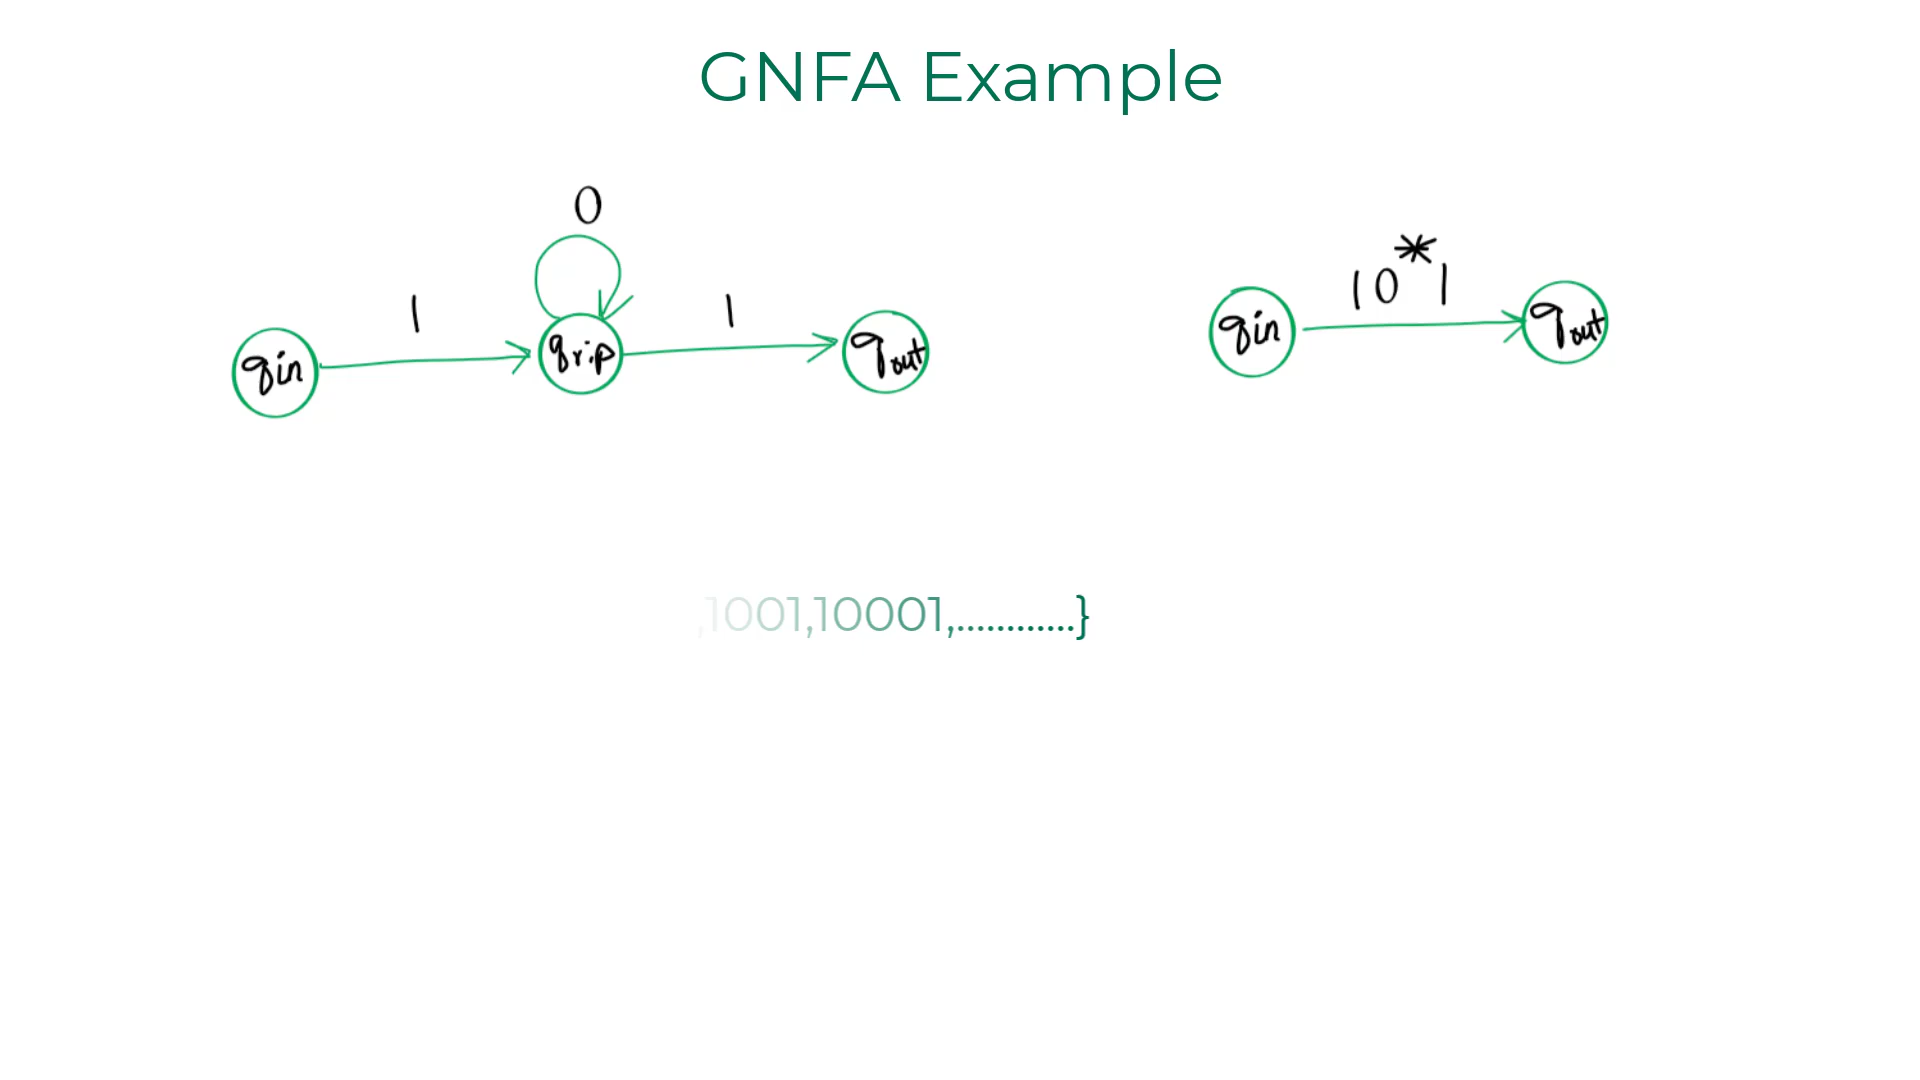 GNFA Example
0
1
1
qin
qrip
qout
10*1
qin
qout
,1001,10001,............}